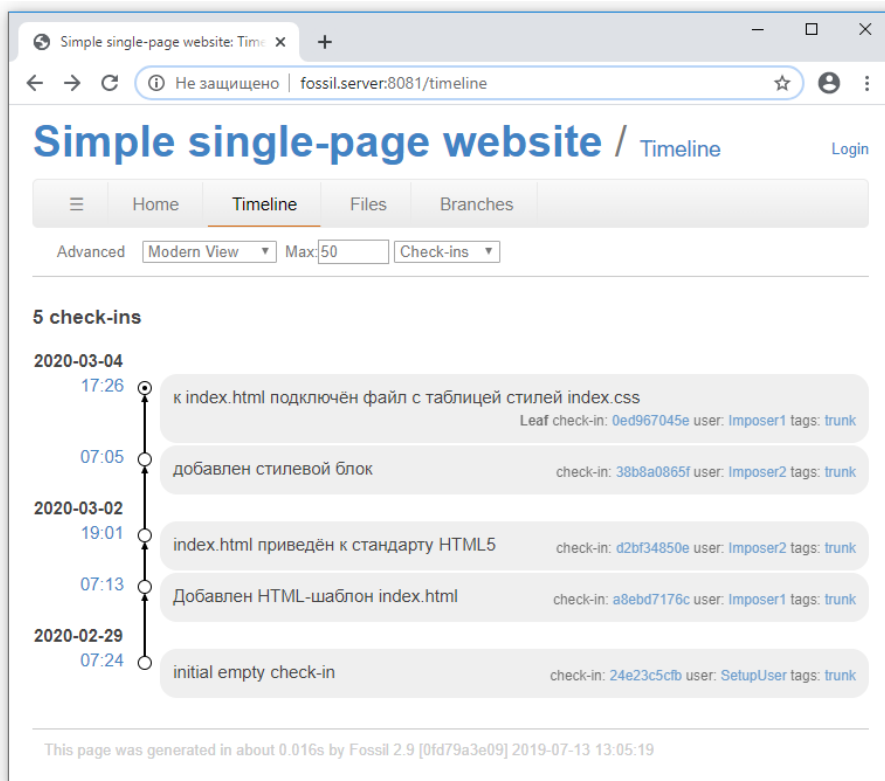 Simple single-page website: Time
Не защищено | fossil.server:8081/timeline
Simple single-page website / Timeline Login
☰ Home Timeline Files Branches
Advanced Modern View Max: 50 Check-ins
5 check-ins
2020-03-04
17:26 к index.html подключён файл с таблицей стилей index.css
Leaf check-in: 0ed967045e user: Imposer1 tags: trunk
07:05 добавлен стилевой блок check-in: 38b8a0865f user: Imposer2 tags: trunk
2020-03-02
19:01 index.html приведён к стандарту HTML5 check-in: d2bf34850e user: Imposer2 tags: trunk
07:13 Добавлен HTML-шаблон index.html check-in: a8ebd7176c user: Imposer1 tags: trunk
2020-02-29
07:24 initial empty check-in check-in: 24e23c5cfb user: SetupUser tags: trunk
This page was generated in about 0.016s by Fossil 2.9 [0fd79a3e09] 2019-07-13 13:05:19